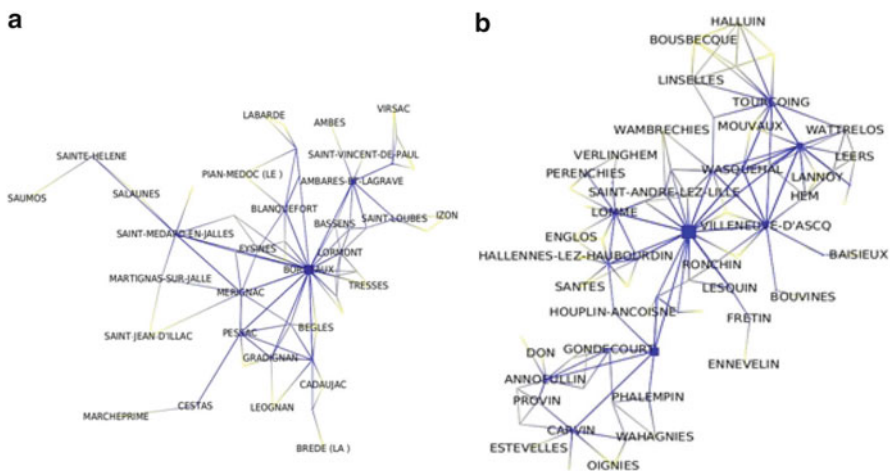 a
LABARDE
AMBES
VIRSAC
SAINTE-HELENE
SAINT-VINCENT-DE-PAUL
PIAN-MEDOC (LE )
AMBARES-ET-LAGRAVE
SAUMOS
SALAUNES
BLANQUEFORT
BASSENS
SAINT-LOUBES
IZON
SAINT-MEDARD-EN-JALLES
EYSINES
LORMONT
BORDEAUX
MARTIGNAS-SUR-JALLE
MERIGNAC
TRESSES
SAINT-JEAN D'ILLAC
PESSAC
BEGLES
GRADIGNAN
CADAUJAC
MARCHEPRIME
CESTAS
LEOGNAN
BREDE (LA )
b
HALLUIN
BOUSBECQUE
LINSELLES
TOURCOING
MOUVAUX
WATTRELOS
WAMBRECHIES
LEERS
VERLINGHEM
WASQUEHAL
LANNOY
PERENCHIES
HEM
SAINT-ANDRE-LEZ-LILLE
LOMME
VILLENEUVE-D'ASCQ
ENGLOS
BAISIEUX
HALLENNES-LEZ-HAUBOURDIN
RONCHIN
SANTES
LESQUIN
BOUVINES
HOUPLIN-ANCOISNE
FRETIN
DON
GONDECOURT
ENNEVELIN
ANNOEULLIN
PROVIN
PHALEMPIN
CARVIN
WAHAGNIES
ESTEVELLES
OIGNIES